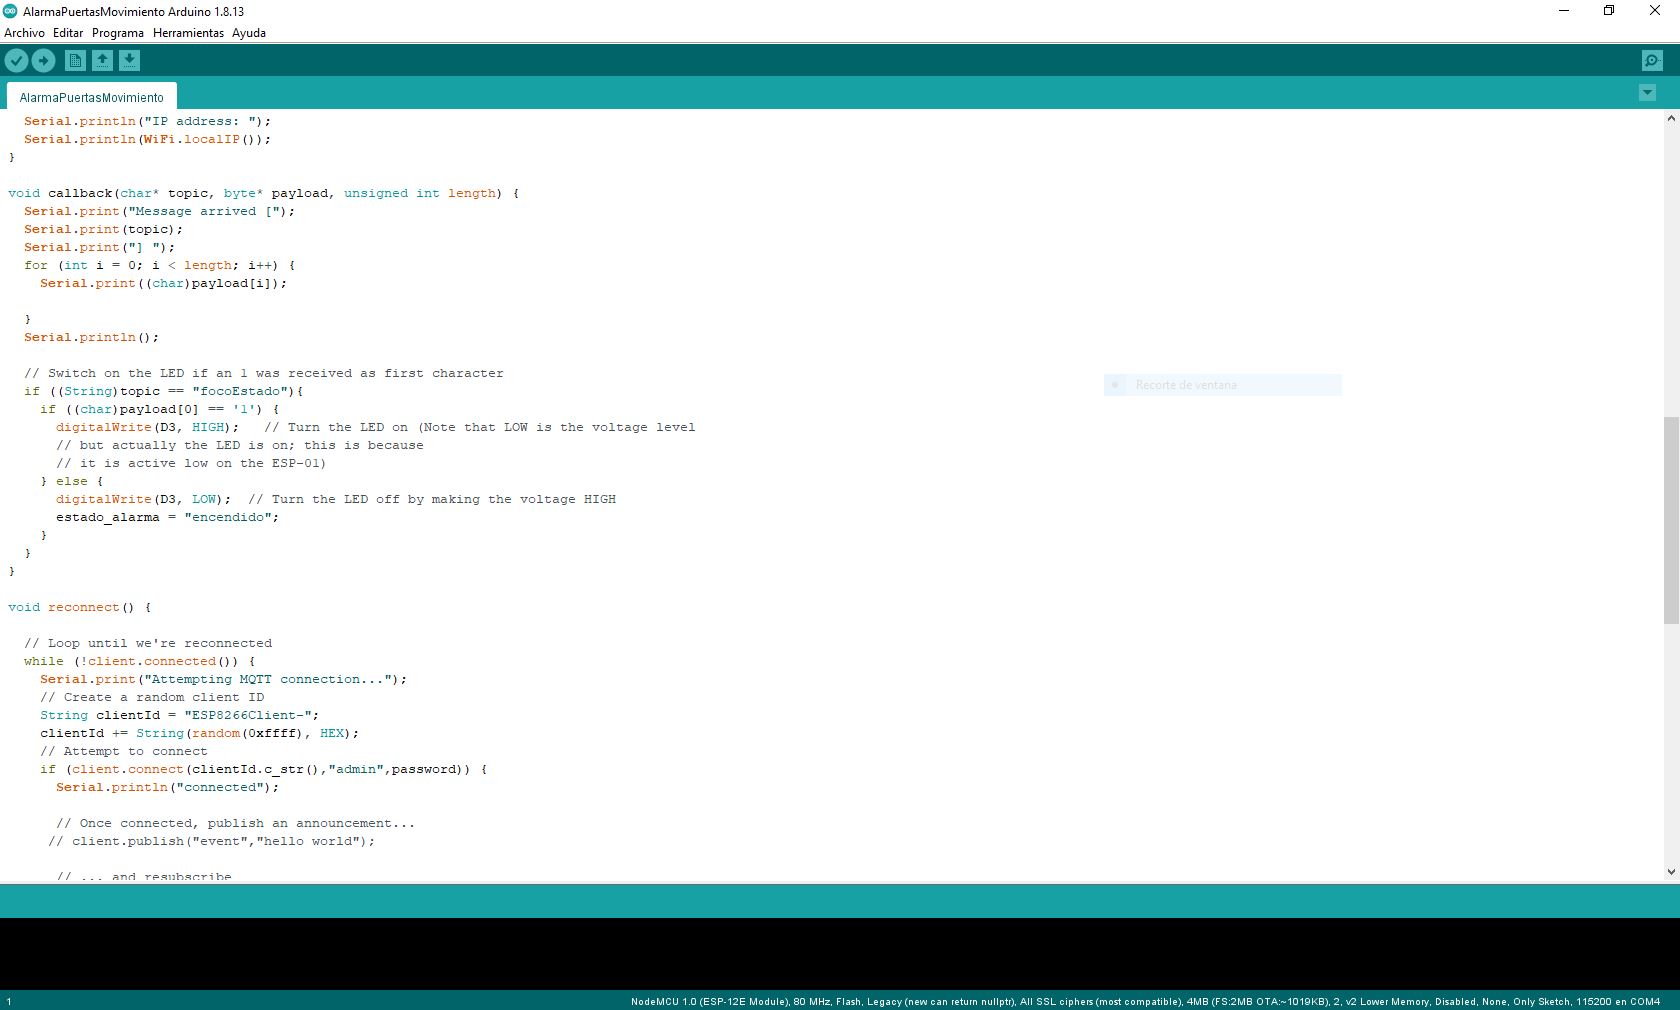 AlarmaPuertasMovimiento Arduino 1.8.13
Archivo Editar Programa Herramientas Ayuda
AlarmaPuertasMovimiento
Serial.println("IP address: ");
Serial.println(WiFi.localIP());
}
void callback(char* topic, byte* payload, unsigned int length) {
Serial.print("Message arrived [");
Serial.print(topic);
Serial.print("] ");
for (int i = 0; i < length; i++) {
Serial.print((char)payload[i]);
}
Serial.println();
// Switch on the LED if an 1 was received as first character
if ((String)topic == "focoEstado"){
if ((char)payload[0] == '1') {
digitalWrite(D3, HIGH);   // Turn the LED on (Note that LOW is the voltage level
// but actually the LED is on; this is because
// it is active low on the ESP-01)
} else {
digitalWrite(D3, LOW);  // Turn the LED off by making the voltage HIGH
estado_alarma = "encendido";
}
}
}
void reconnect() {
// Loop until we're reconnected
while (!client.connected()) {
Serial.print("Attempting MQTT connection...");
// Create a random client ID
String clientId = "ESP8266Client-";
clientId += String(random(0xffff), HEX);
// Attempt to connect
if (client.connect(clientId.c_str(),"admin",password)) {
Serial.println("connected");
// Once connected, publish an announcement...
// client.publish("event","hello world");
// ... and resubscribe
Recorte de ventana
1
NodeMCU 1.0 (ESP-12E Module), 80 MHz, Flash, Legacy (new can return nullptr), All SSL ciphers (most compatible), 4MB (FS:2MB OTA:~1019KB), 2, v2 Lower Memory, Disabled, None, Only Sketch, 115200 en COM4